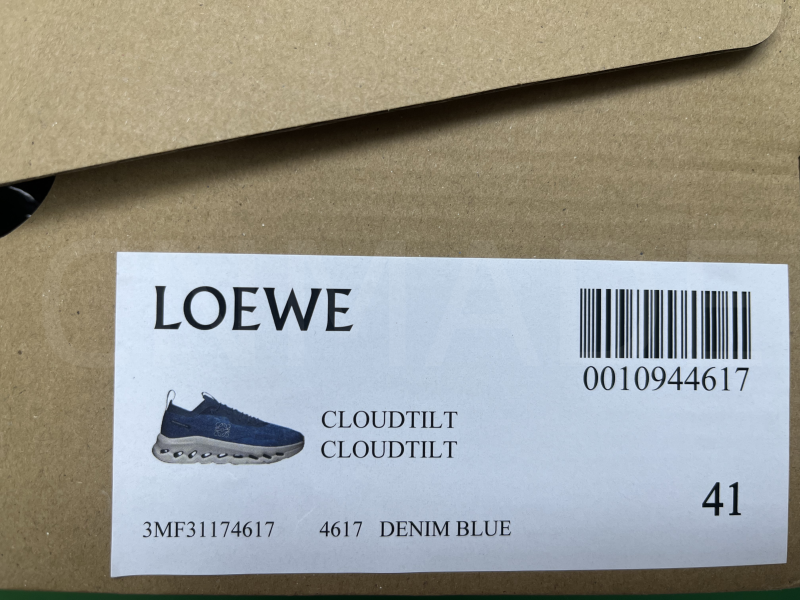 LOEWE
0010944617
CLOUDTILT
CLOUDTILT
41
3MF31174617 4617 DENIM BLUE